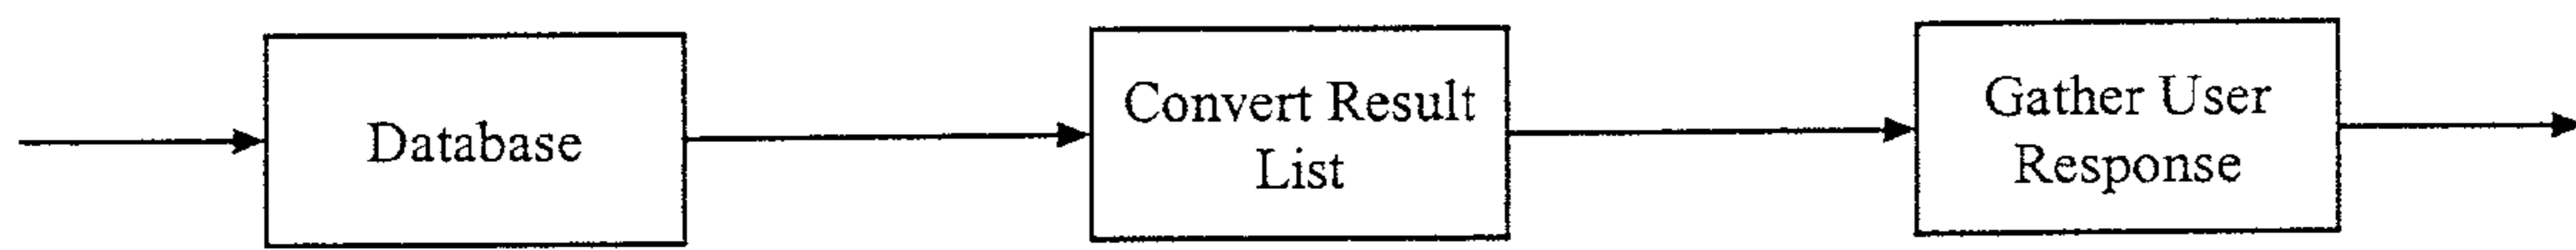 Database
Convert Result
List
Gather User
Response